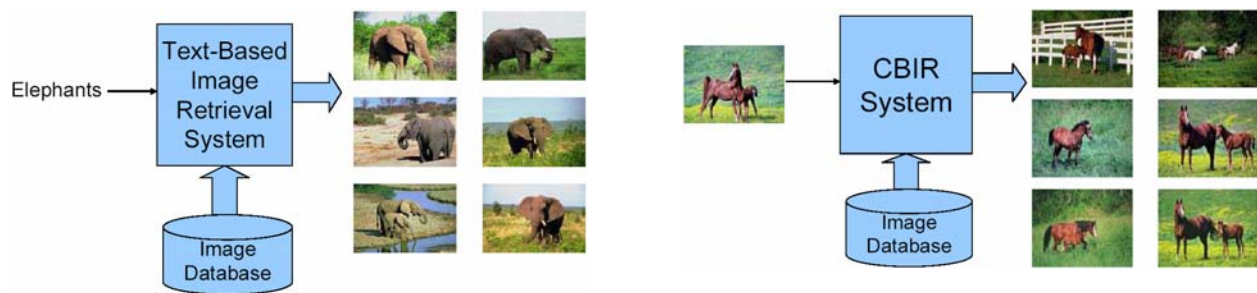 Elephants
Text-Based
Image
Retrieval
System
Image
Database
CBIR
System
Image
Database